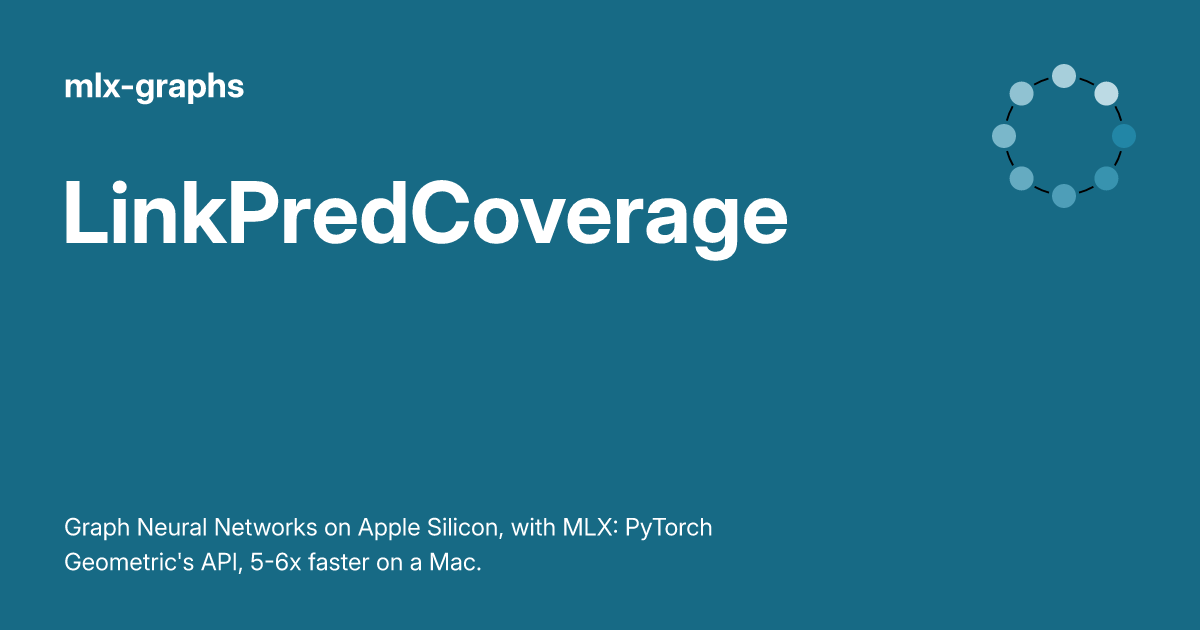 mlx-graphs
LinkPredCoverage
Graph Neural Networks on Apple Silicon, with MLX: PyTorch
Geometric's API, 5-6x faster on a Mac.